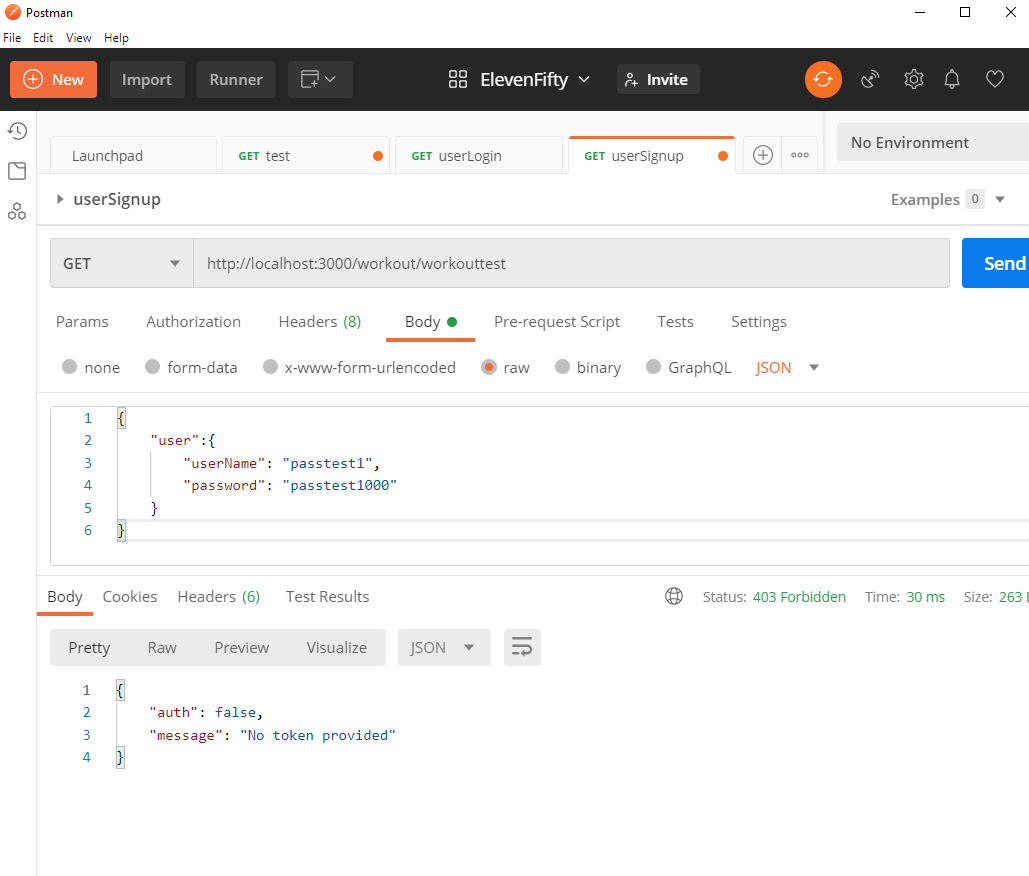 Postman
File Edit View Help
New Import Runner ElevenFifty Invite
Launchpad GET test GET userLogin GET userSignup No Environment
userSignup Examples 0
GET http://localhost:3000/workout/workouttest Send
Params Authorization Headers (8) Body Pre-request Script Tests Settings
none form-data x-www-form-urlencoded raw binary GraphQL JSON
1 {
2 "user":{
3 "userName": "passtest1",
4 "password": "passtest1000"
5 }
6 }
Body Cookies Headers (6) Test Results Status: 403 Forbidden Time: 30 ms Size: 263
Pretty Raw Preview Visualize JSON
1 {
2 "auth": false,
3 "message": "No token provided"
4 }